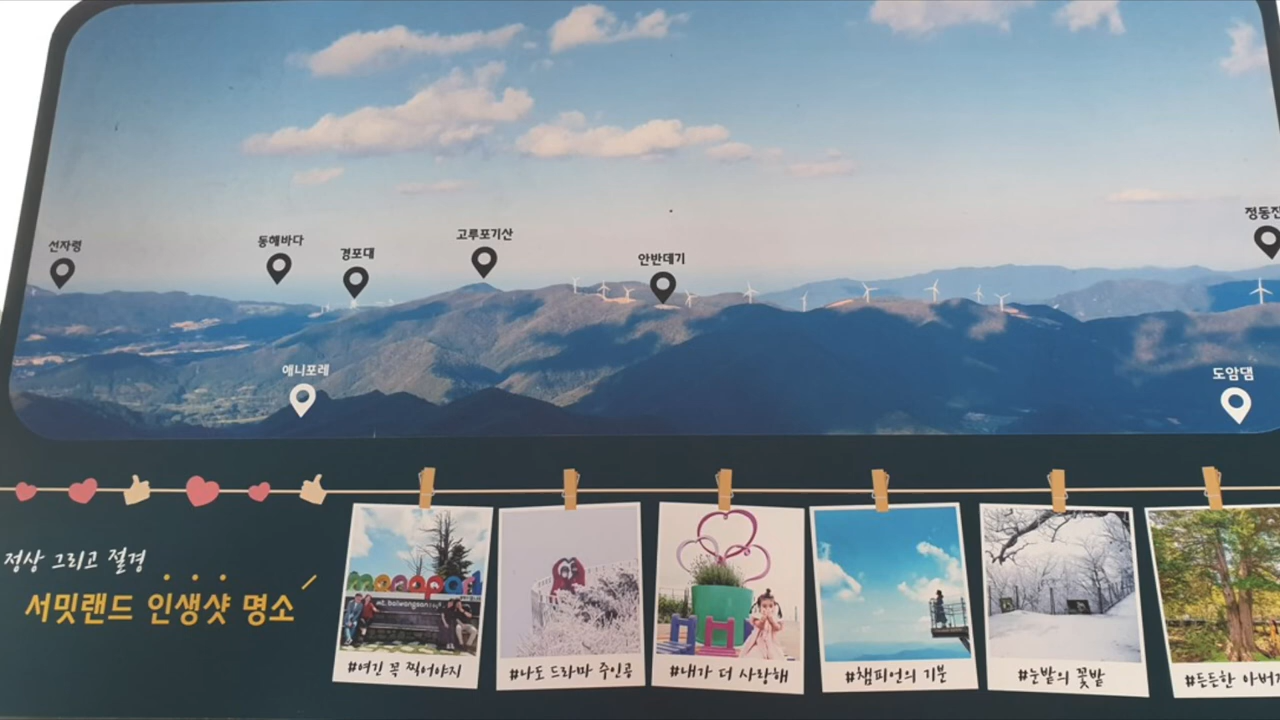 선자령
동해바다
경포대
고루포기산
안반데기
정동진
애니포레
도암댐
정상 그리고 절경
서밋랜드 인생샷 명소
monapark
mt. balwangsan
#여긴 꼭 찍어야지
#나도 드라마 주인공
#내가 더 사랑해
#챔피언의 기분
#눈밭의 꽃밭
#든든한